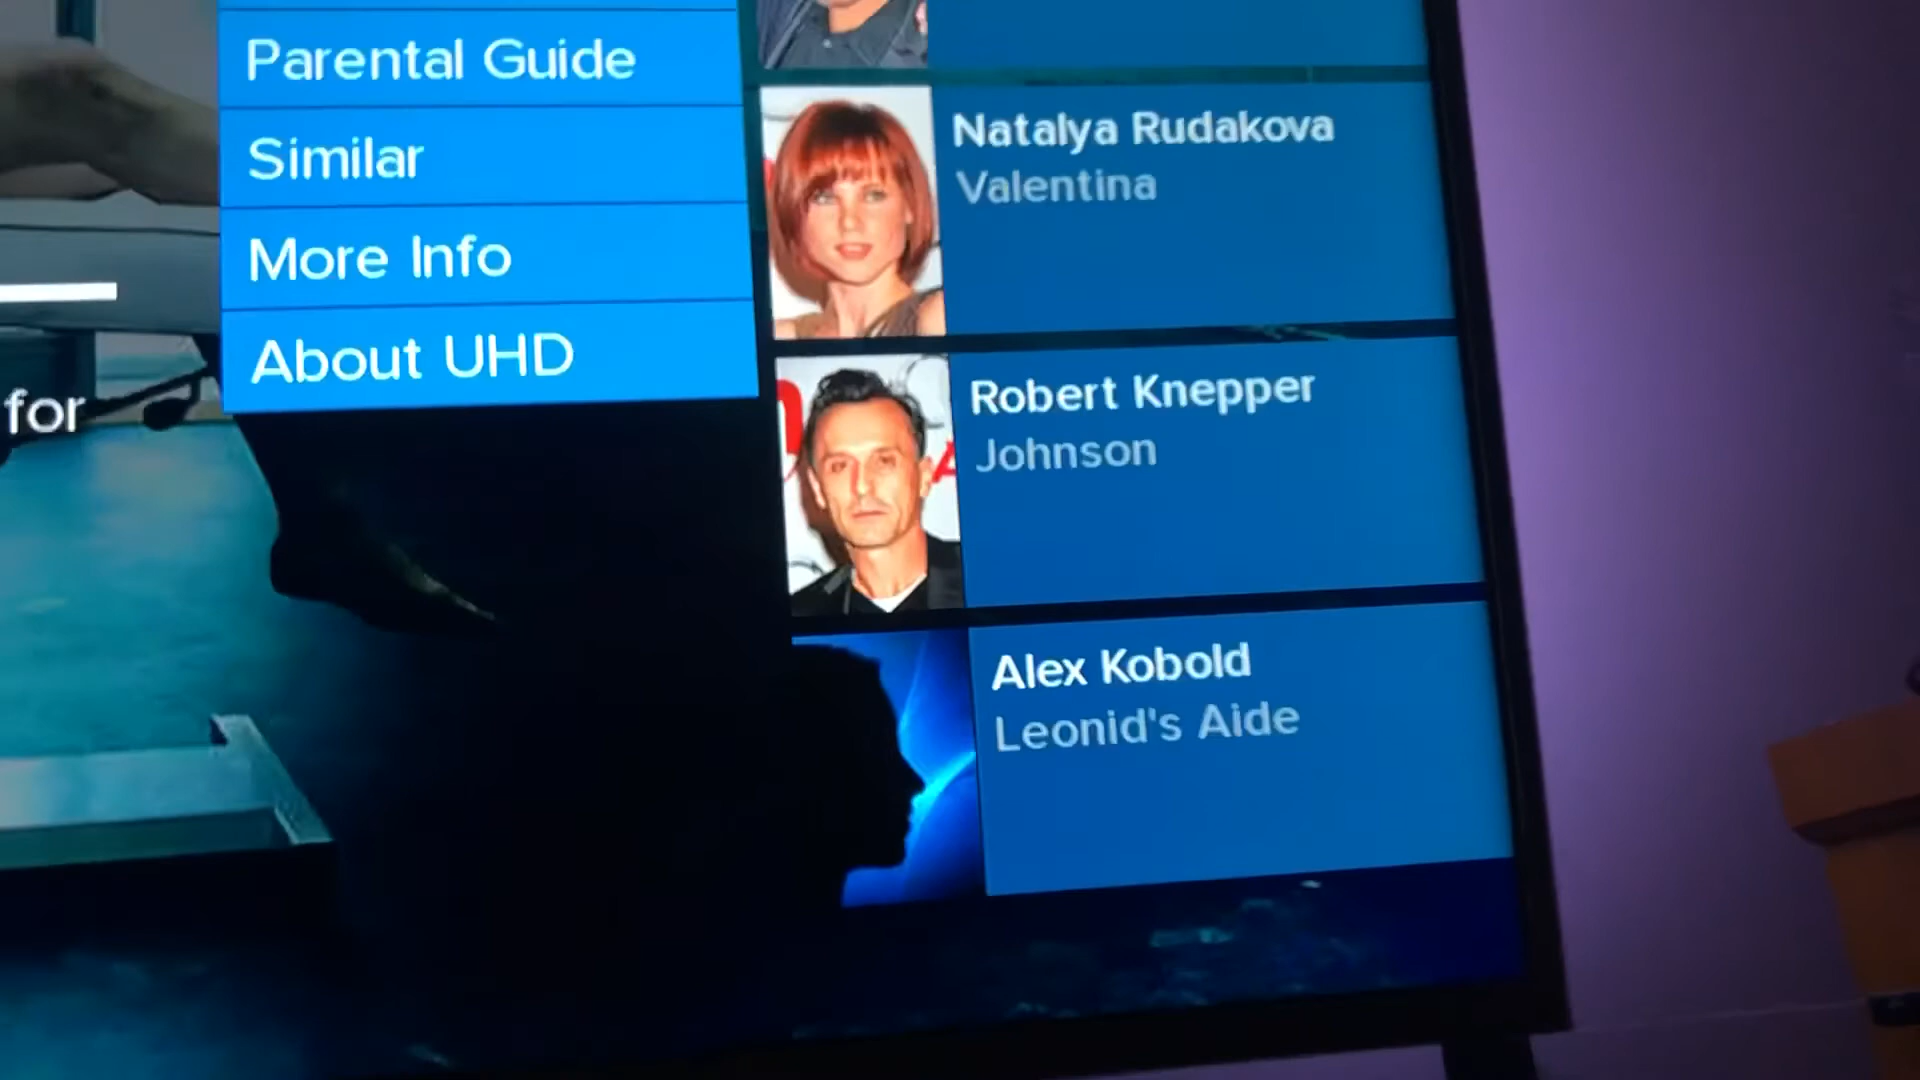 Parental Guide
Similar
More Info
About UHD
for
Natalya Rudakova
Valentina
Robert Knepper
Johnson
Alex Kobold
Leonid's Aide